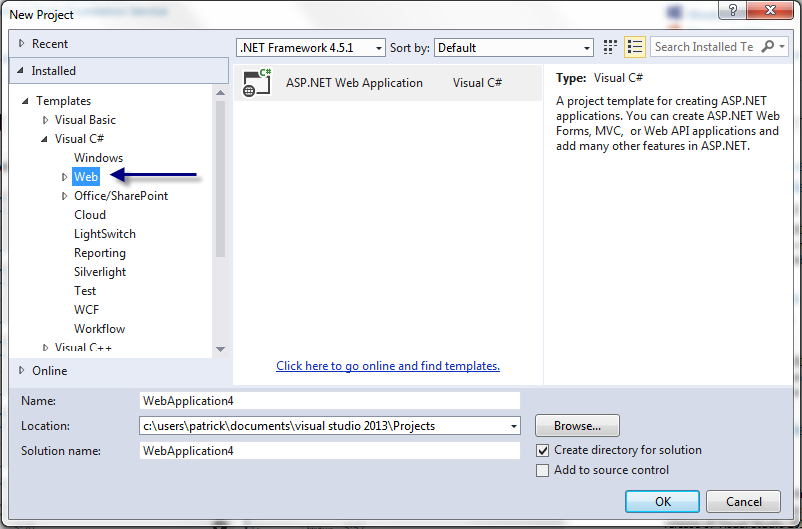 New Project
Recent
Installed
Templates
Visual Basic
Visual C#
Windows
Web
Office/SharePoint
Cloud
LightSwitch
Reporting
Silverlight
Test
WCF
Workflow
Visual C++
Online
.NET Framework 4.5.1
Sort by:
Default
Search Installed Te
C#
ASP.NET Web Application
Visual C#
Click here to go online and find templates.
Type: Visual C#
A project template for creating ASP.NET
applications. You can create ASP.NET Web
Forms, MVC, or Web API applications and
add many other features in ASP.NET.
Name:
WebApplication4
Location:
c:\users\patrick\documents\visual studio 2013\Projects
Browse...
Solution name:
WebApplication4
Create directory for solution
Add to source control
OK
Cancel